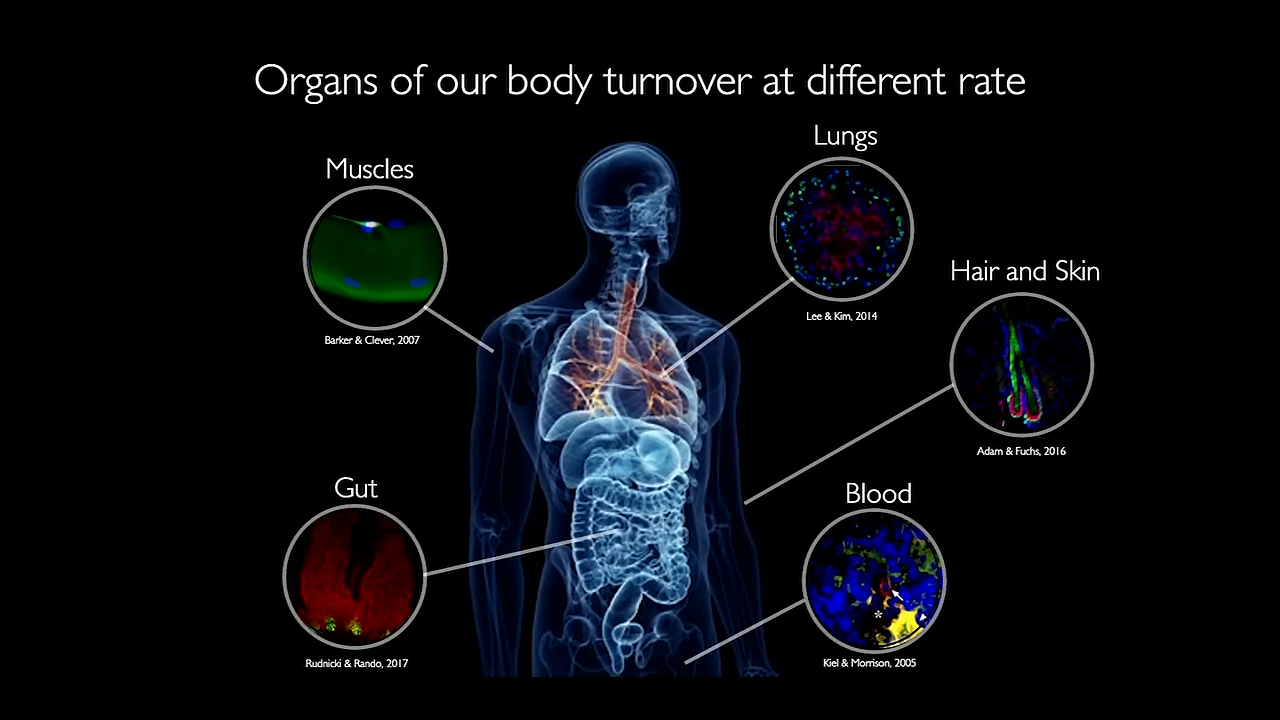 Organs of our body turnover at different rate
Lungs
Muscles
Hair and Skin
Lee & Kim, 2014
Barker & Clever, 2007
Adam & Fuchs, 2016
Gut
Blood
*
Rudnicki & Rando, 2017
Kiel & Morrison, 2005